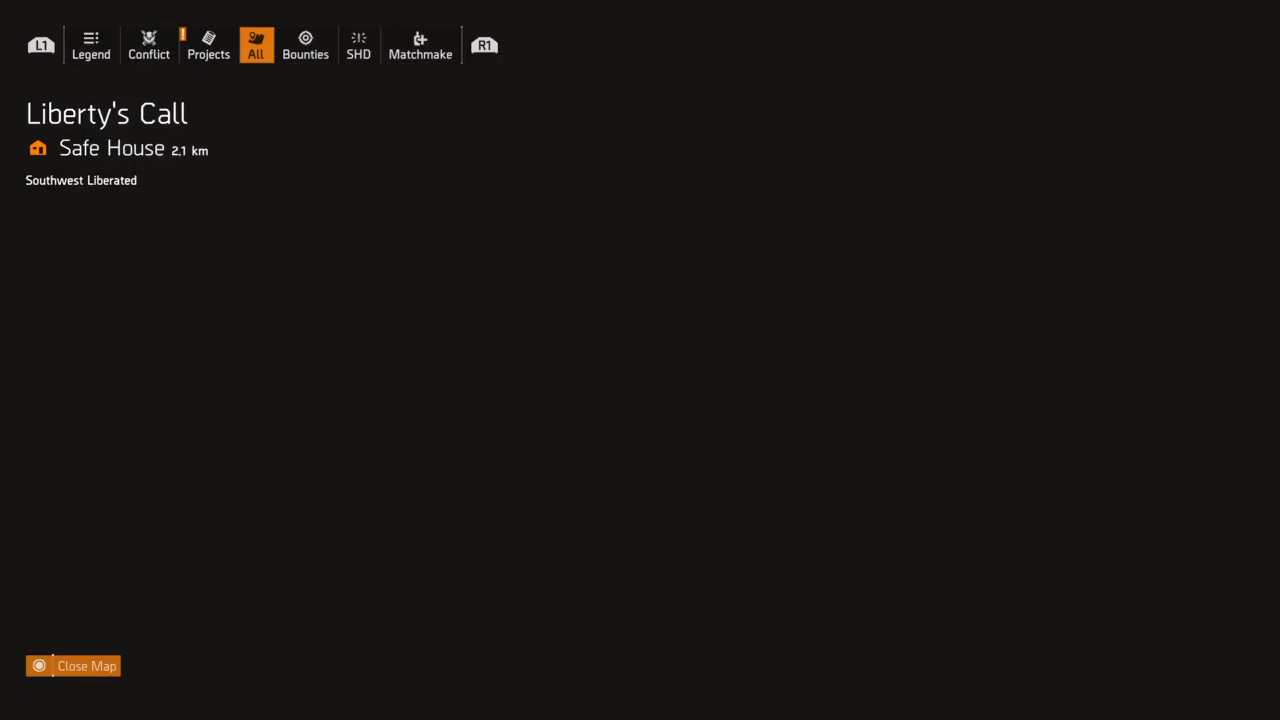 L1 Legend Conflict ! Projects All Bounties SHD Matchmake R1
Liberty's Call
Safe House 2.1 km
Southwest Liberated
Close Map